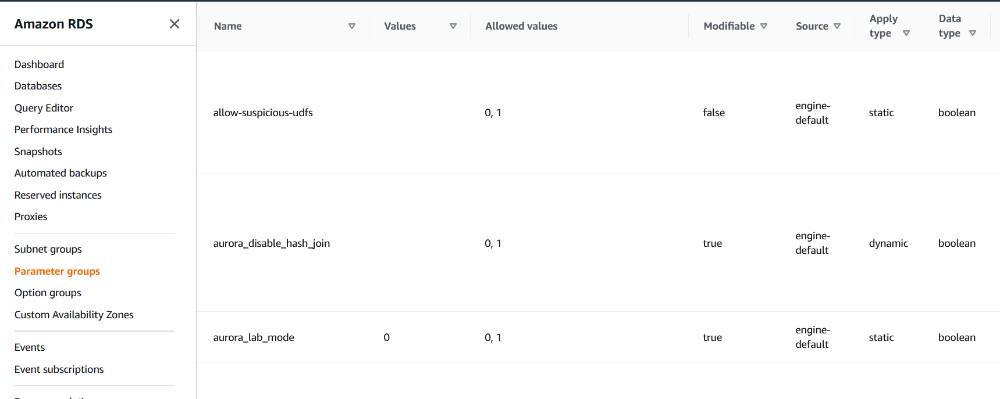 Amazon RDS
Dashboard
Databases
Query Editor
Performance Insights
Snapshots
Automated backups
Reserved instances
Proxies
Subnet groups
Parameter groups
Option groups
Custom Availability Zones
Events
Event subscriptions
Name Values Allowed values Modifiable Source Apply type Data type
allow-suspicious-udfs 0, 1 false engine-default static boolean
aurora_disable_hash_join 0, 1 true engine-default dynamic boolean
aurora_lab_mode 0 0, 1 true engine-default static boolean